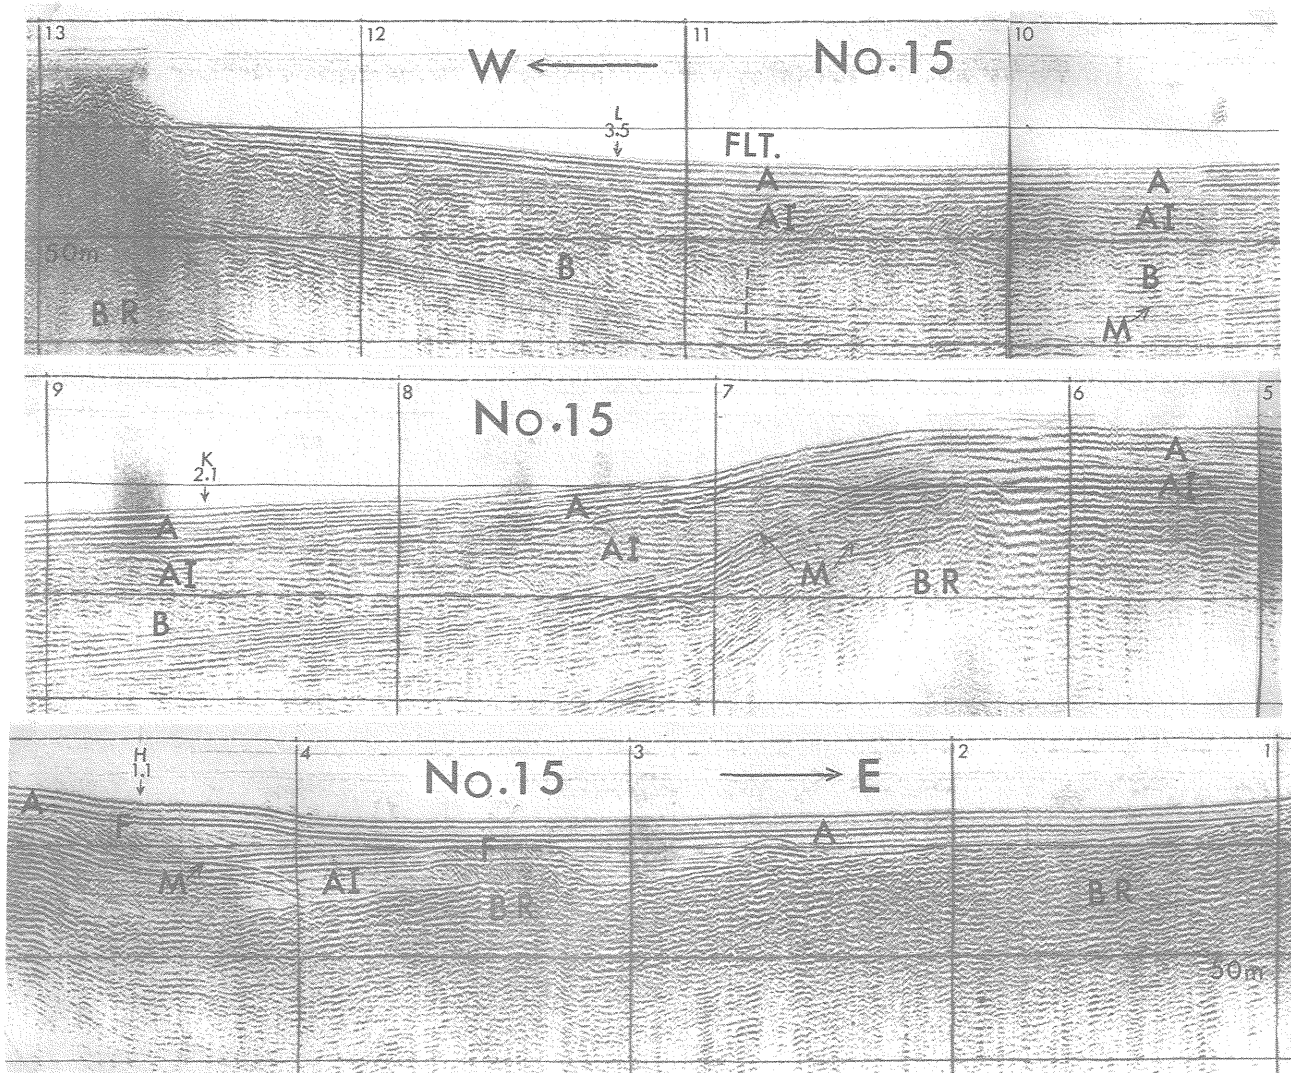 13 12 11 10
W No.15
L
3.5
FLT.
A A
AI AI
50m B B
BR M
9 8 7 6 5
No.15
K
2.1
A A A
AI AI AI
B M BR
H
1.1
4 3 2 1
No.15 E
A F F A
M AI BR BR
50m